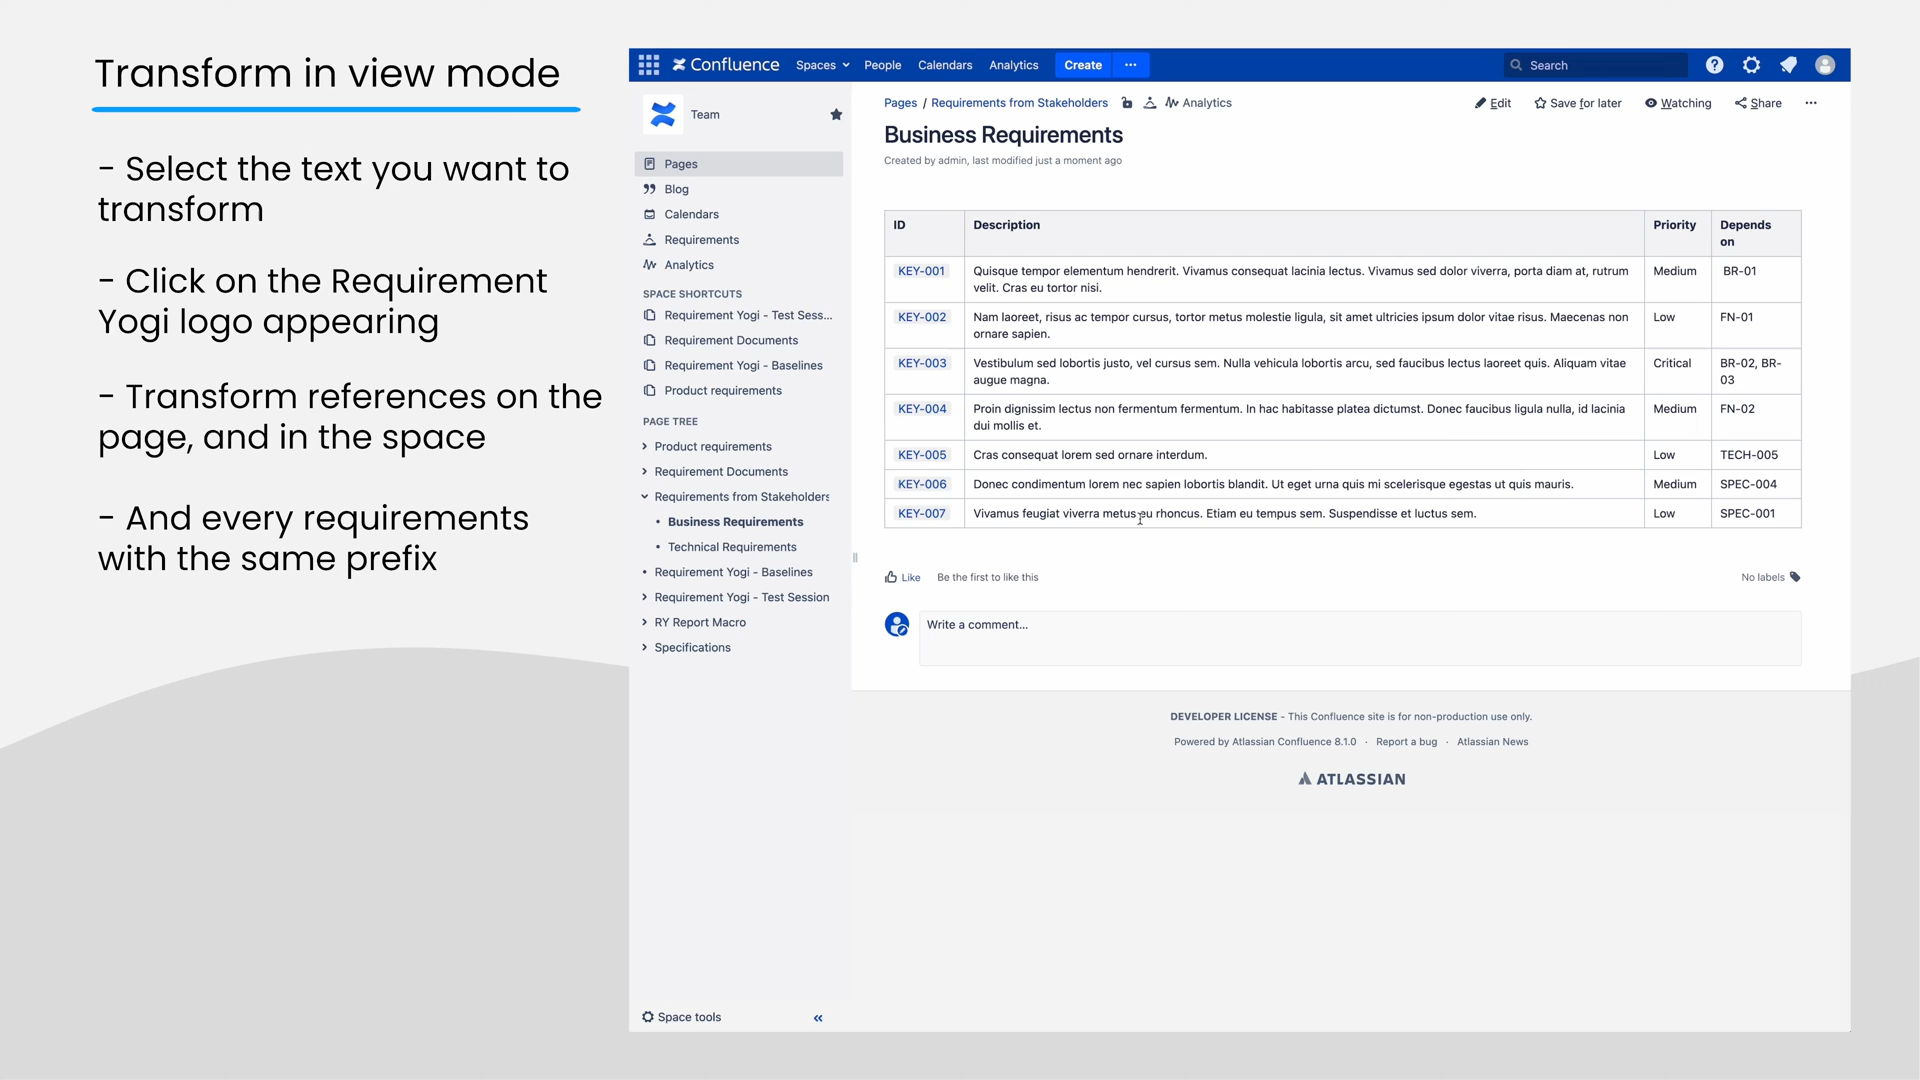 Transform in view mode
- Select the text you want to
transform
- Click on the Requirement
Yogi logo appearing
- Transform references on the
page, and in the space
- And every requirements
with the same prefix
Confluence Spaces People Calendars Analytics Create ··· Search
Team
Pages
Blog
Calendars
Requirements
Analytics
SPACE SHORTCUTS
Requirement Yogi - Test Sess...
Requirement Documents
Requirement Yogi - Baselines
Product requirements
PAGE TREE
Product requirements
Requirement Documents
Requirements from Stakeholders
• Business Requirements
• Technical Requirements
• Requirement Yogi - Baselines
Requirement Yogi - Test Session
RY Report Macro
Specifications
Space tools
Pages / Requirements from Stakeholders Analytics Edit Save for later Watching Share ···
Business Requirements
Created by admin, last modified just a moment ago
ID Description Priority Depends
on
KEY-001 Quisque tempor elementum hendrerit. Vivamus consequat lacinia lectus. Vivamus sed dolor viverra, porta diam at, rutrum Medium BR-01
velit. Cras eu tortor nisi.
KEY-002 Nam laoreet, risus ac tempor cursus, tortor metus molestie ligula, sit amet ultricies ipsum dolor vitae risus. Maecenas non Low FN-01
ornare sapien.
KEY-003 Vestibulum sed lobortis justo, vel cursus sem. Nulla vehicula lobortis arcu, sed faucibus lectus laoreet quis. Aliquam vitae Critical BR-02, BR-
augue magna. 03
KEY-004 Proin dignissim lectus non fermentum fermentum. In hac habitasse platea dictumst. Donec faucibus ligula nulla, id lacinia Medium FN-02
dui mollis et.
KEY-005 Cras consequat lorem sed ornare interdum. Low TECH-005
KEY-006 Donec condimentum lorem nec sapien lobortis blandit. Ut eget urna quis mi scelerisque egestas ut quis mauris. Medium SPEC-004
KEY-007 Vivamus feugiat viverra metus eu rhoncus. Etiam eu tempus sem. Suspendisse et luctus sem. Low SPEC-001
Like Be the first to like this No labels
Write a comment...
DEVELOPER LICENSE - This Confluence site is for non-production use only.
Powered by Atlassian Confluence 8.1.0 · Report a bug · Atlassian News
ATLASSIAN